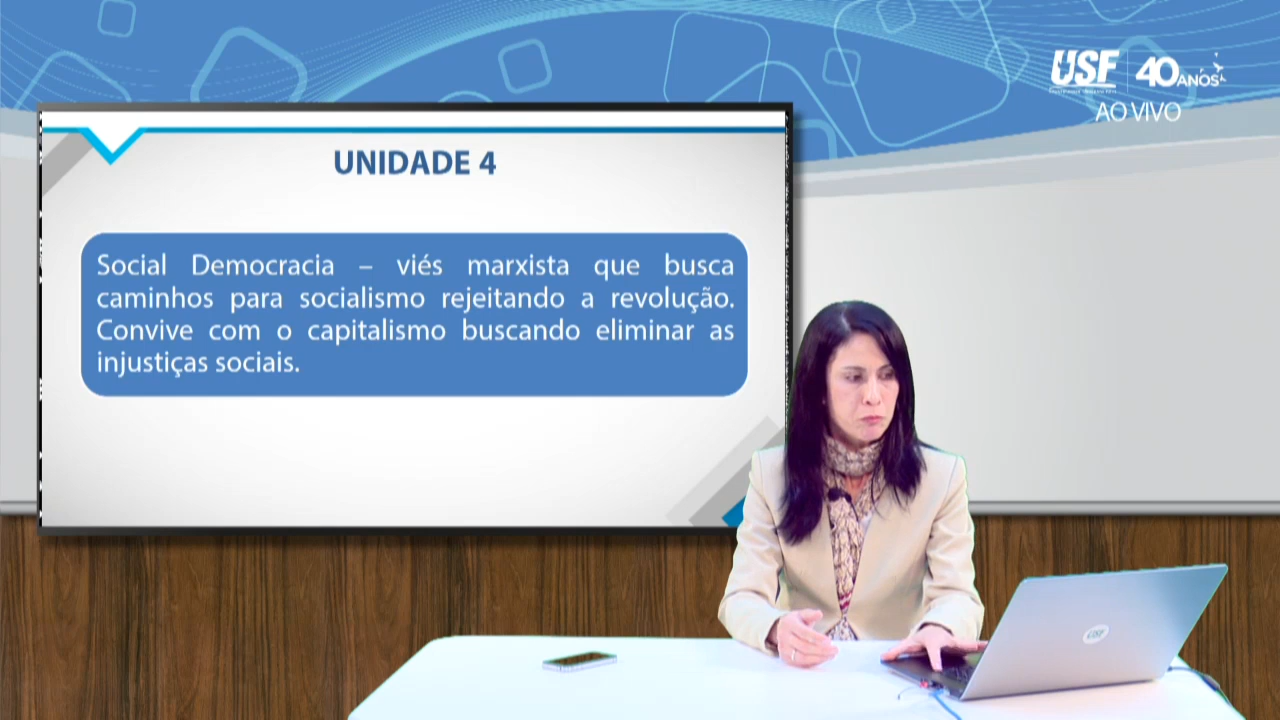 USF 40 ANOS
AO VIVO
UNIDADE 4
Social Democracia – viés marxista que busca
caminhos para socialismo rejeitando a revolução.
Convive com o capitalismo buscando eliminar as
injustiças sociais.
USF